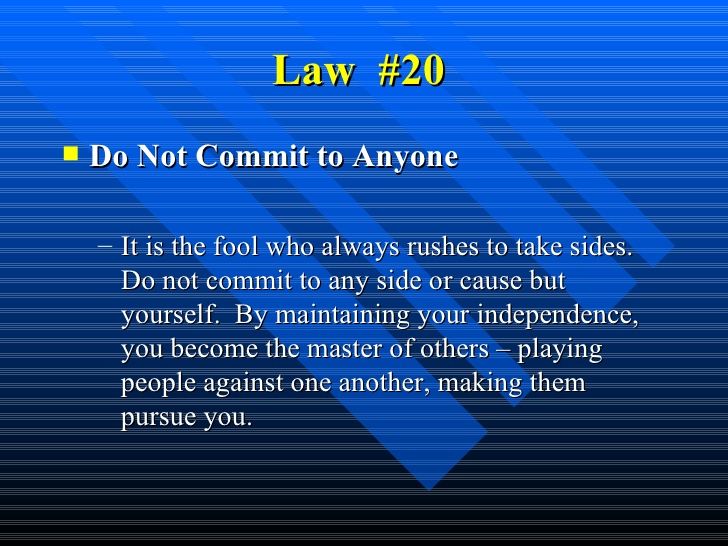 Law #20
Do Not Commit to Anyone
– It is the fool who always rushes to take sides.
Do not commit to any side or cause but
yourself. By maintaining your independence,
you become the master of others – playing
people against one another, making them
pursue you.